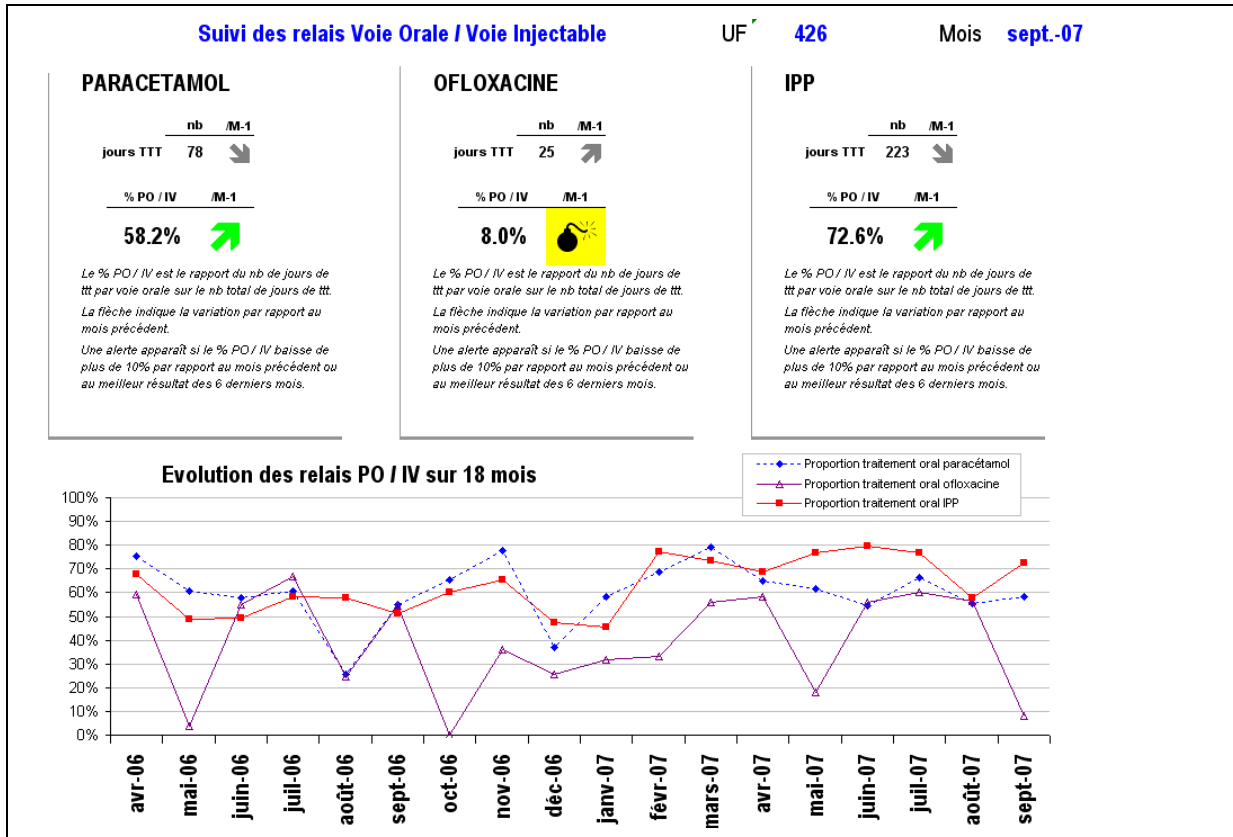 Suivi des relais Voie Orale / Voie Injectable UF 426 Mois sept.-07
PARACETAMOL
nb /M-1
jours TTT 78
% PO / IV /M-1
58.2%
Le % PO / IV est le rapport du nb de jours de
ttt par voie orale sur le nb total de jours de ttt.
La flèche indique la variation par rapport au
mois précédent.
Une alerte apparaît si le % PO / IV baisse de
plus de 10% par rapport au mois précédent ou
au meilleur résultat des 6 derniers mois.
OFLOXACINE
nb /M-1
jours TTT 25
% PO / IV /M-1
8.0%
Le % PO / IV est le rapport du nb de jours de
ttt par voie orale sur le nb total de jours de ttt.
La flèche indique la variation par rapport au
mois précédent.
Une alerte apparaît si le % PO / IV baisse de
plus de 10% par rapport au mois précédent ou
au meilleur résultat des 6 derniers mois.
IPP
nb /M-1
jours TTT 223
% PO / IV /M-1
72.6%
Le % PO / IV est le rapport du nb de jours de
ttt par voie orale sur le nb total de jours de ttt.
La flèche indique la variation par rapport au
mois précédent.
Une alerte apparaît si le % PO / IV baisse de
plus de 10% par rapport au mois précédent ou
au meilleur résultat des 6 derniers mois.
Evolution des relais PO / IV sur 18 mois
Proportion traitement oral paracétamol
Proportion traitement oral ofloxacine
Proportion traitement oral IPP
100%
90%
80%
70%
60%
50%
40%
30%
20%
10%
0%
avr-06
mai-06
juin-06
juil-06
août-06
sept-06
oct-06
nov-06
déc-06
janv-07
févr-07
mars-07
avr-07
mai-07
juin-07
juil-07
août-07
sept-07